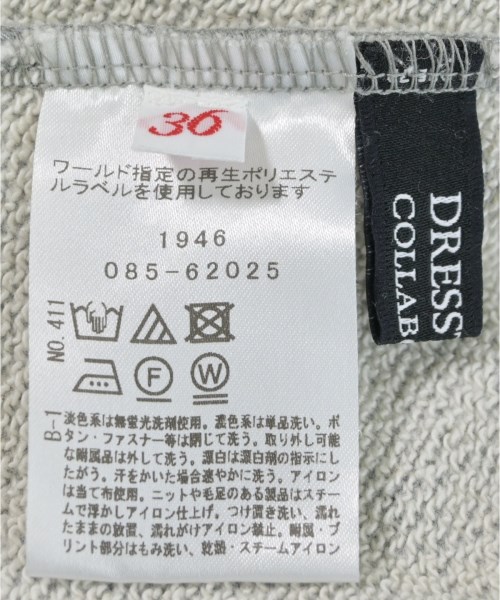 36
ワールド指定の再生ポリエステ
ルラベルを使用しております
1946
085-62025
NO.411
F
W
B-1
淡色系は無蛍光洗剤使用。濃色系は単品洗い。ボ
タン・ファスナー等は閉じて洗う。取り外し可能
な附属品は外して洗う。漂白は漂白剤の指示にし
たがう。汗をかいた場合速やかに洗う。アイロン
は当て布使用。ニットや毛足のある製品はスチー
ムで浮かしアイロン仕上げ。つけ置き洗い、濡れ
たままの放置、濡れがけアイロン禁止。附属・プ
リント部分はもみ洗い、乾燥・スチームアイロン
DRESS
COLLAB